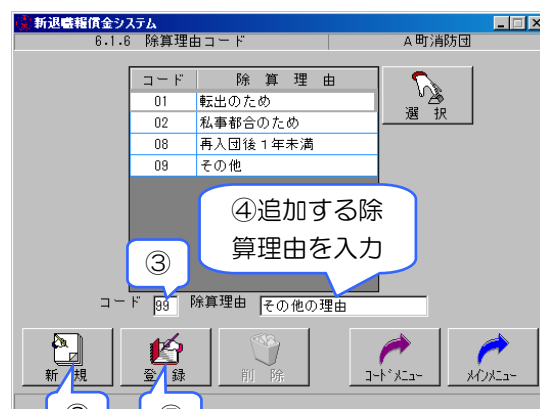 新退職報償金システム
6.1.6 除算理由コード A町消防団
コード 除算理由
01 転出のため
02 私事都合のため
08 再入団後1年未満
09 その他
選択
④追加する除
算理由を入力
③
コード 99 除算理由 その他の理由
新規 登録 削除 コードメニュー メインメニュー